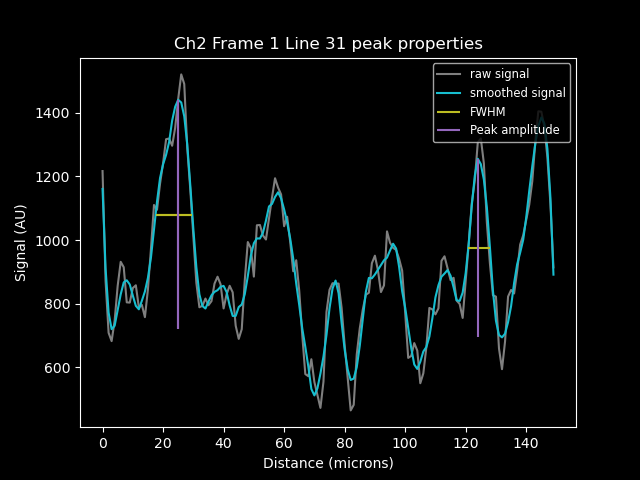 Ch2 Frame 1 Line 31 peak properties
raw signal
smoothed signal
FWHM
Peak amplitude
Signal (AU)
1400
1200
1000
800
600
0 20 40 60 80 100 120 140
Distance (microns)